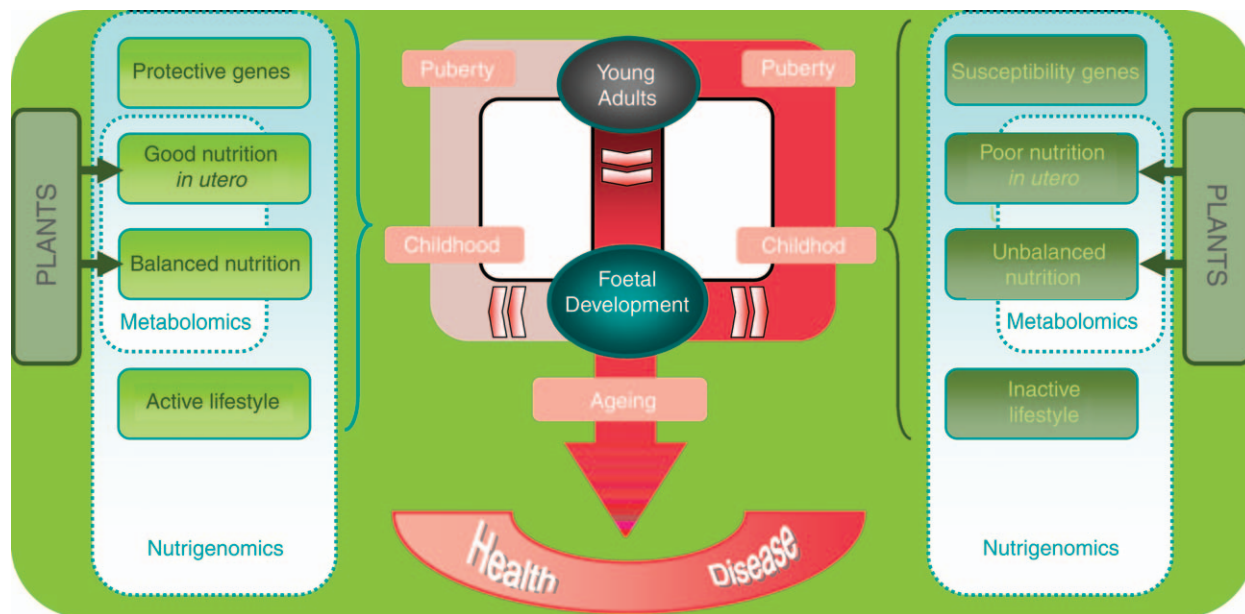 PLANTS
Protective genes
Good nutrition
in utero
Balanced nutrition
Metabolomics
Active lifestyle
Nutrigenomics
Puberty
Young
Adults
Puberty
Childhood
Childhod
Foetal
Development
Ageing
Health
Disease
Susceptibility genes
Poor nutrition
in utero
Unbalanced
nutrition
Metabolomics
Inactive
lifestyle
Nutrigenomics
PLANTS